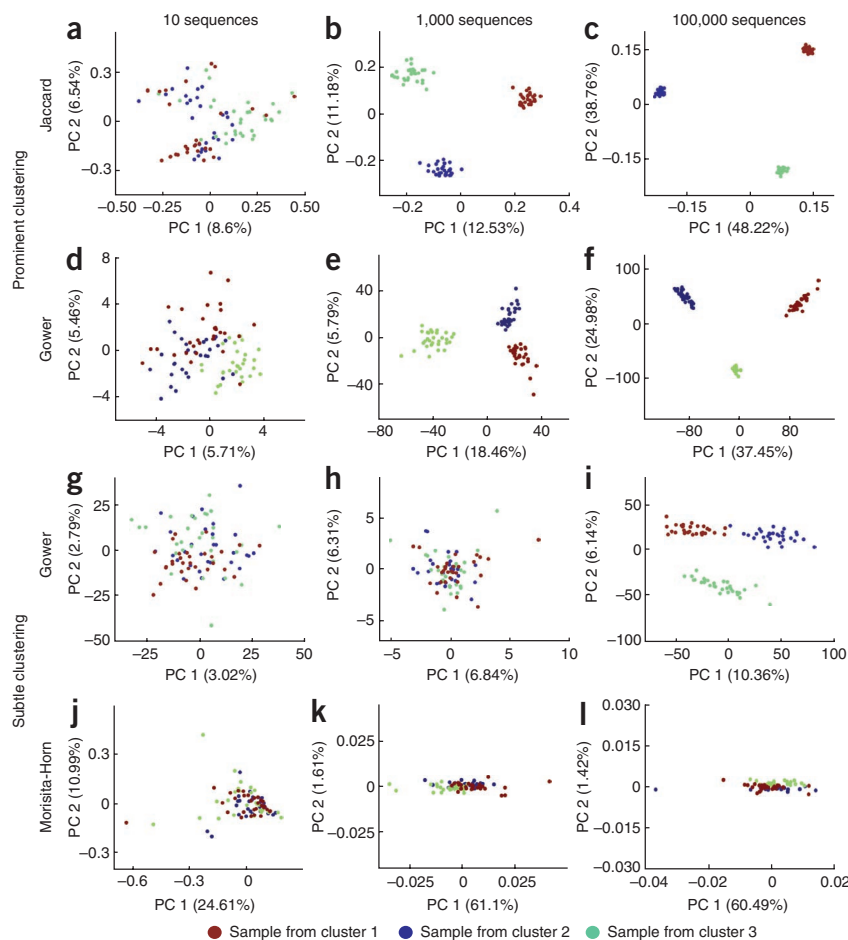 10 sequences
1,000 sequences
100,000 sequences
Prominent clustering
Jaccard
a
PC 2 (6.54%)
0.3
0
−0.3
−0.50
−0.25
0
0.25
0.50
PC 1 (8.6%)
b
PC 2 (11.18%)
0.2
0
−0.2
−0.2
0
0.2
0.4
PC 1 (12.53%)
c
PC 2 (38.76%)
0.15
0
−0.15
−0.15
0
0.15
PC 1 (48.22%)
Gower
d
PC 2 (5.46%)
8
4
0
−4
−4
0
4
PC 1 (5.71%)
e
PC 2 (5.79%)
40
0
−40
−80
−40
0
40
PC 1 (18.46%)
f
PC 2 (24.98%)
100
0
−100
−80
0
80
PC 1 (37.45%)
Subtle clustering
Gower
g
PC 2 (2.79%)
25
0
−25
−50
−25
0
25
50
PC 1 (3.02%)
h
PC 2 (6.31%)
5
0
−5
−5
0
5
10
PC 1 (6.84%)
i
PC 2 (6.14%)
50
0
−50
−100
−50
0
50
100
PC 1 (10.36%)
Morisita-Horn
j
PC 2 (10.99%)
0.3
0
−0.3
−0.6
−0.3
0
PC 1 (24.61%)
k
PC 2 (1.61%)
0.025
0
−0.025
−0.025
0
0.025
PC 1 (61.1%)
l
PC 2 (1.42%)
0.030
0.015
0
−0.015
−0.030
−0.04
−0.02
0
0.02
PC 1 (60.49%)
Sample from cluster 1
Sample from cluster 2
Sample from cluster 3